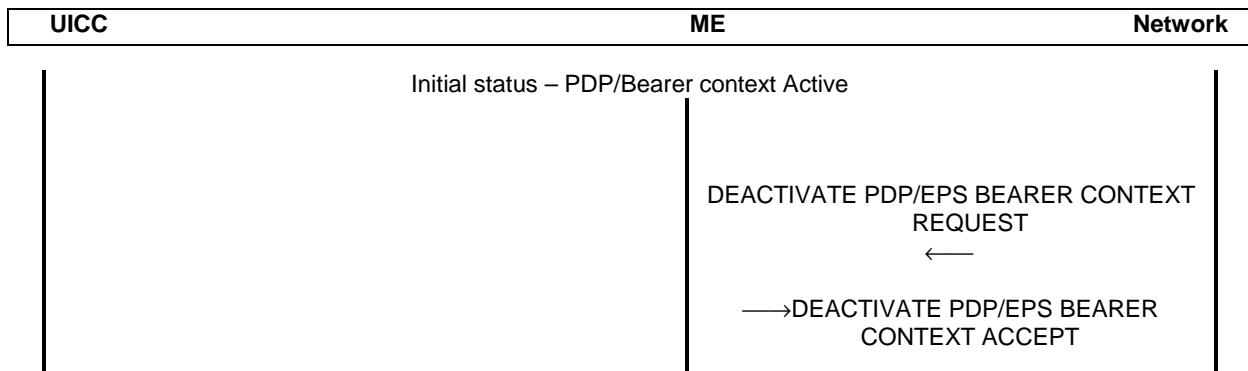 UICC ME Network
Initial status – PDP/Bearer context Active
DEACTIVATE PDP/EPS BEARER CONTEXT
REQUEST
←
→DEACTIVATE PDP/EPS BEARER
CONTEXT ACCEPT